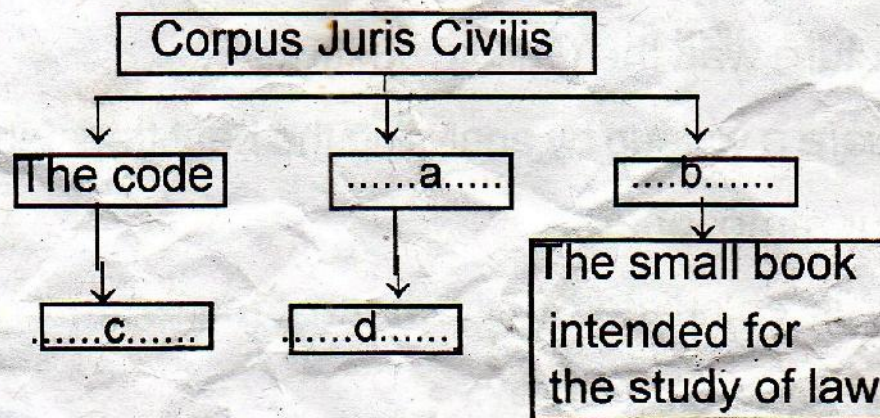 Corpus Juris Civilis
The code
......a.....
....b......
......c......
......d......
The small book
intended for
the study of law